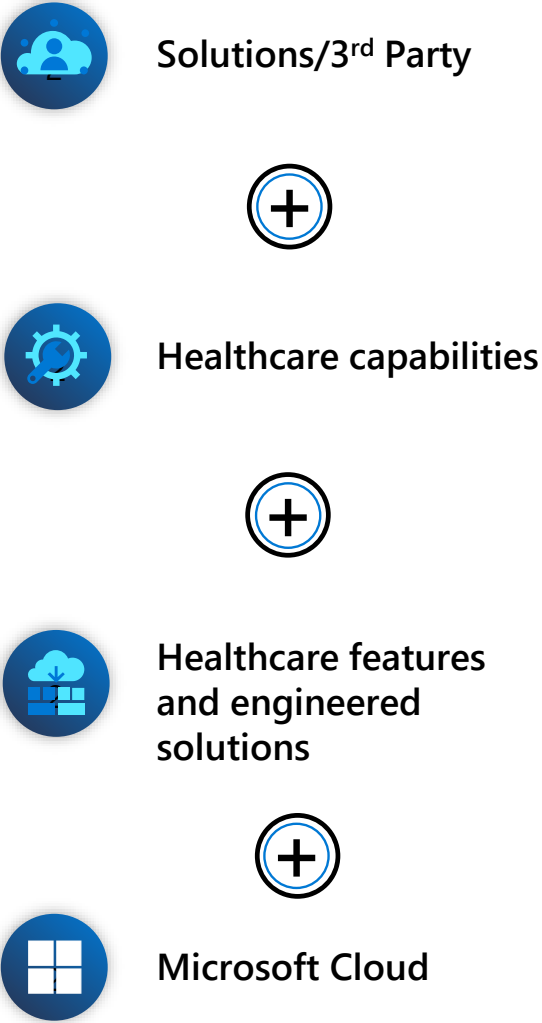 Solutions/3rd Party
Healthcare capabilities
Healthcare features
and engineered
solutions
Microsoft Cloud